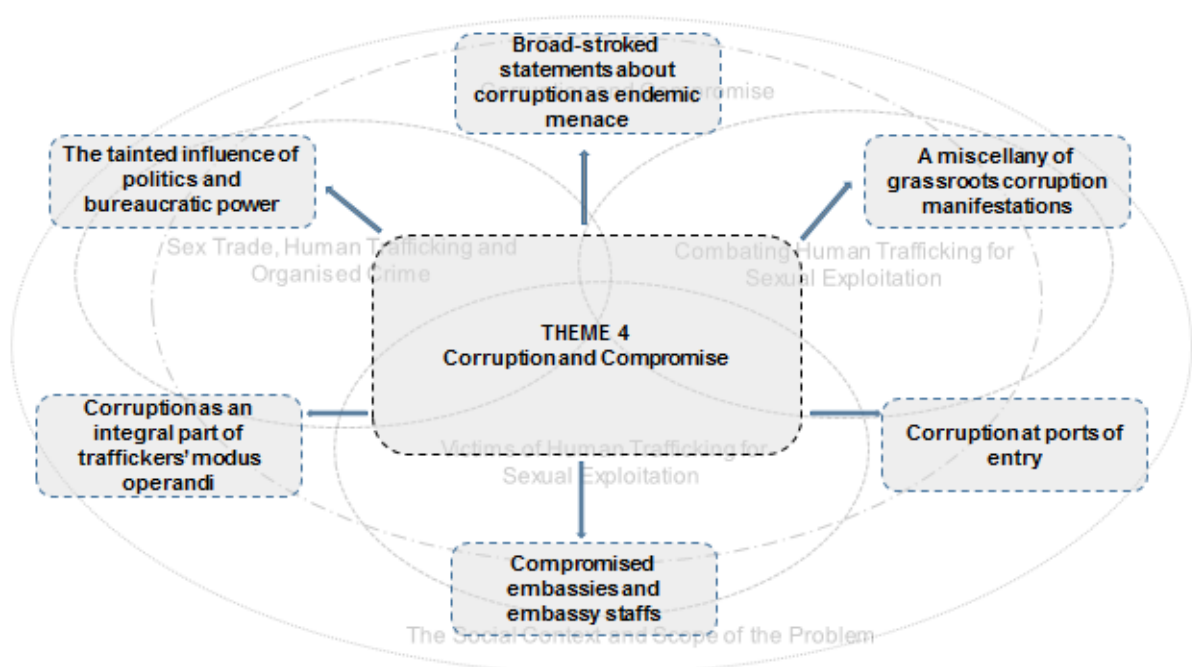 Broad-stroked
statements about
corruption as endemic
menace
Corruption and Compromise
The tainted influence of
politics and
bureaucratic power
A miscellany of
grassroots corruption
manifestations
Sex Trade, Human Trafficking and
Organised Crime
Combating Human Trafficking for
Sexual Exploitation
THEME 4
Corruption and Compromise
Corruption as an
integral part of
traffickers' modus
operandi
Victims of Human Trafficking for
Sexual Exploitation
Corruption at ports of
entry
Compromised
embassies and
embassy staffs
The Social Context and Scope of the Problem